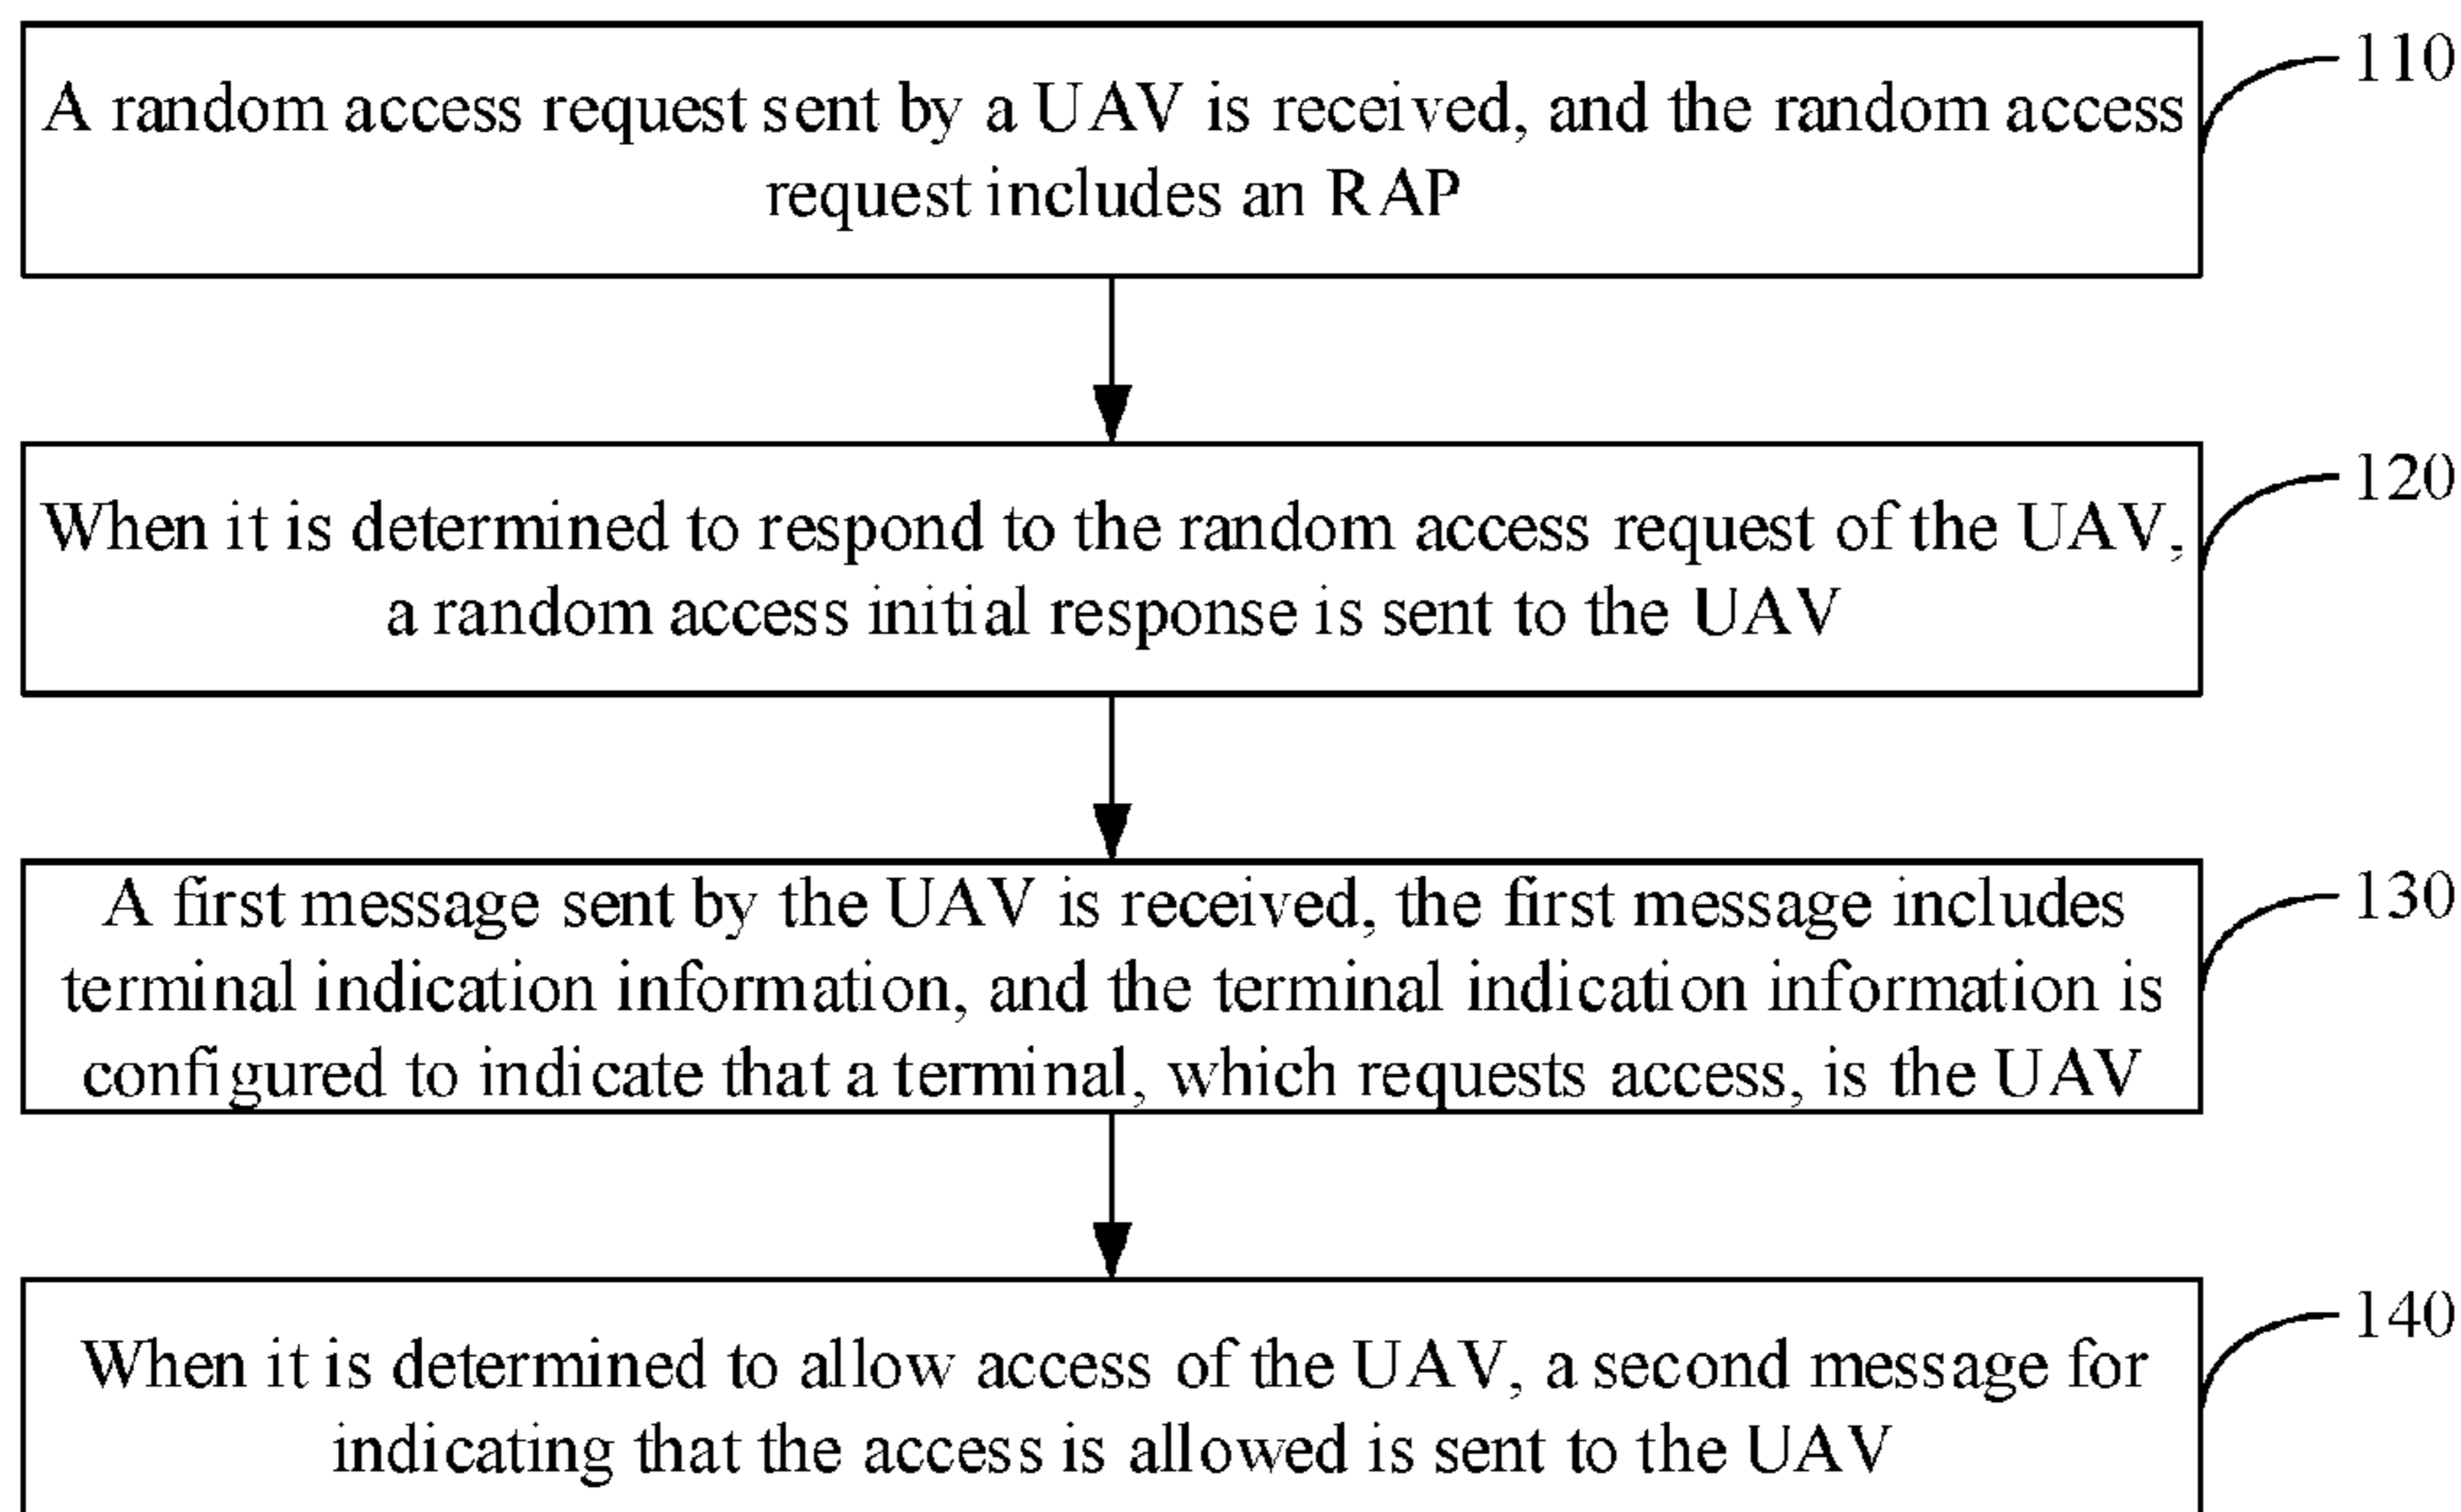 A random access request sent by a UAV is received, and the random access
request includes an RAP
110
When it is determined to respond to the random access request of the UAV,
a random access initial response is sent to the UAV
120
A first message sent by the UAV is received, the first message includes
terminal indication information, and the terminal indication information is
configured to indicate that a terminal, which requests access, is the UAV
130
When it is determined to allow access of the UAV, a second message for
indicating that the access is allowed is sent to the UAV
140